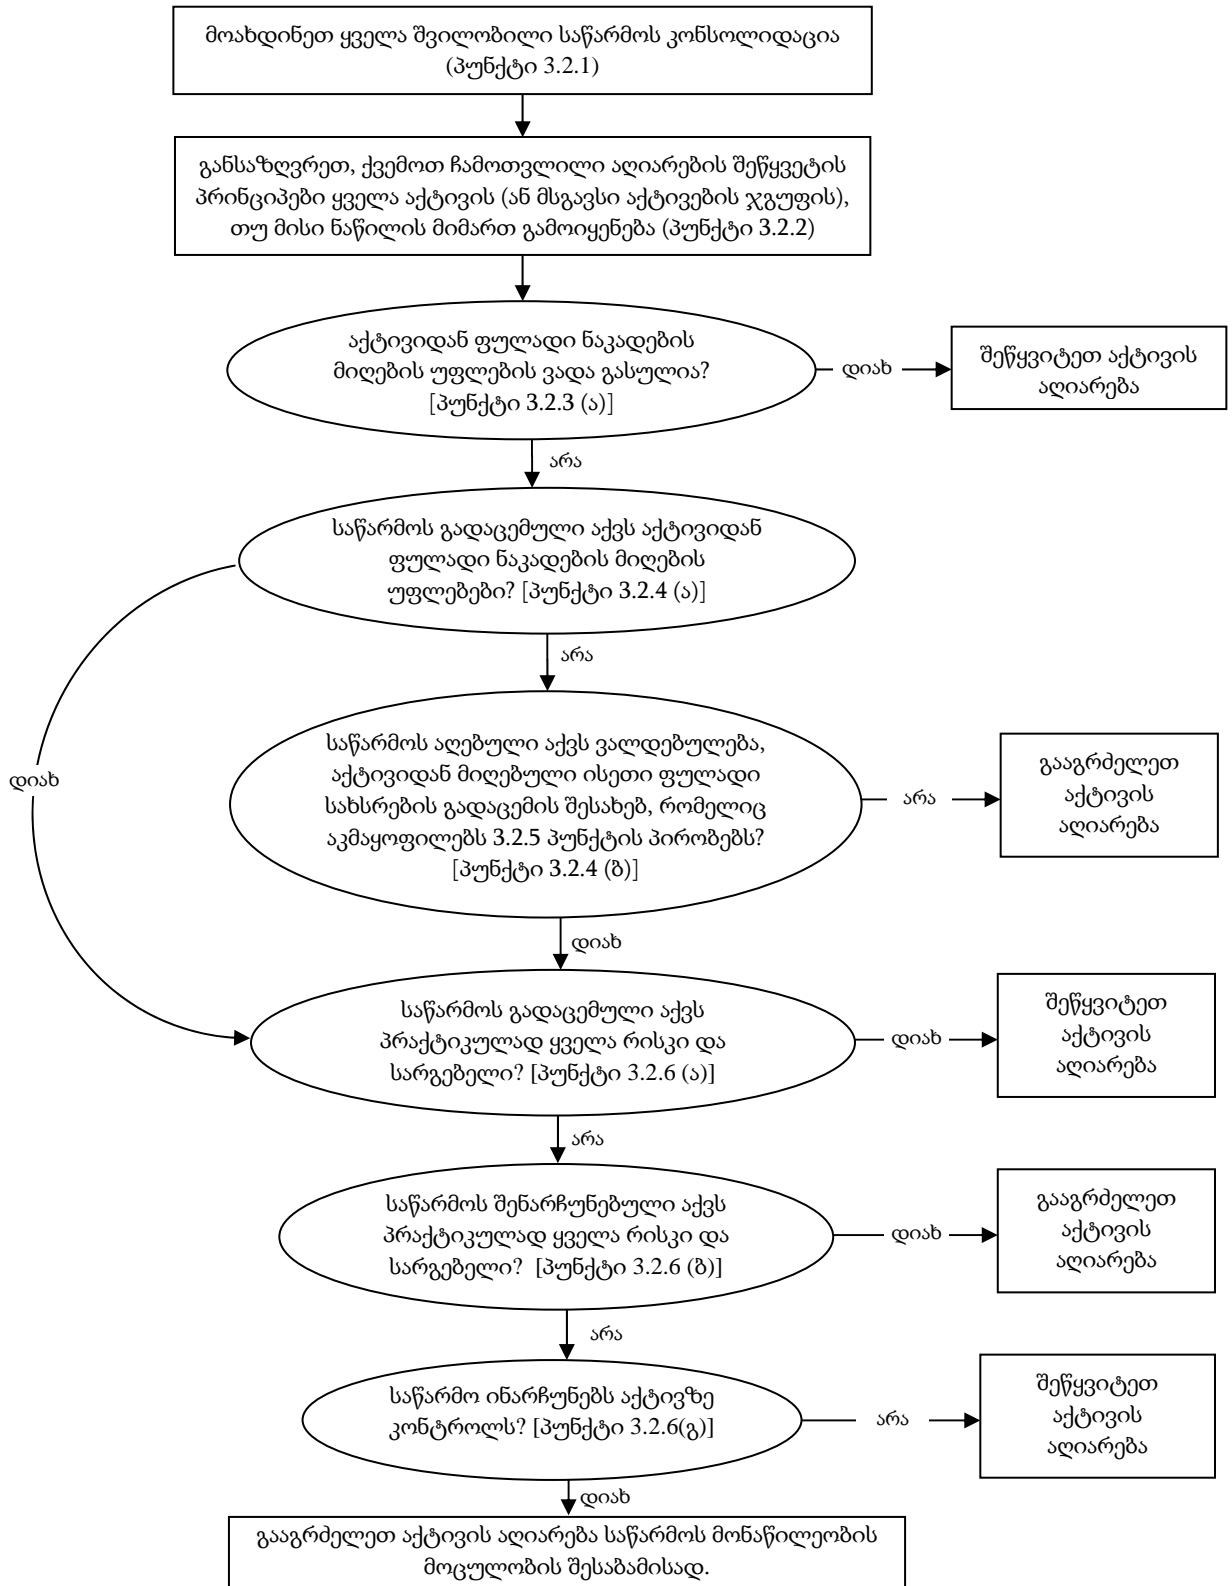 მოახდინეთ ყველა შვილობილი საწარმოს კონსოლიდაცია
(პუნქტი 3.2.1)
განსაზღვრეთ, ქვემოთ ჩამოთვლილი აღიარების შეწყვეტის
პრინციპები ყველა აქტივის (ან მსგავსი აქტივების ჯგუფის),
თუ მისი ნაწილის მიმართ გამოიყენება (პუნქტი 3.2.2)
აქტივიდან ფულადი ნაკადების
მიღების უფლების ვადა გასულია?
[პუნქტი 3.2.3 (ა)]
დიახ
შეწყვიტეთ აქტივის
აღიარება
არა
საწარმოს გადაცემული აქვს აქტივიდან
ფულადი ნაკადების მიღების
უფლებები? [პუნქტი 3.2.4 (ა)]
არა
დიახ
საწარმოს აღებული აქვს ვალდებულება,
აქტივიდან მიღებული ისეთი ფულადი
სახსრების გადაცემის შესახებ, რომელიც
აკმაყოფილებს 3.2.5 პუნქტის პირობებს?
[პუნქტი 3.2.4 (ბ)]
არა
გააგრძელეთ
აქტივის
აღიარება
დიახ
საწარმოს გადაცემული აქვს
პრაქტიკულად ყველა რისკი და
სარგებელი? [პუნქტი 3.2.6 (ა)]
დიახ
შეწყვიტეთ
აქტივის
აღიარება
არა
საწარმოს შენარჩუნებული აქვს
პრაქტიკულად ყველა რისკი და
სარგებელი? [პუნქტი 3.2.6 (ბ)]
დიახ
გააგრძელეთ
აქტივის
აღიარება
არა
საწარმო ინარჩუნებს აქტივზე
კონტროლს? [პუნქტი 3.2.6(გ)]
არა
შეწყვიტეთ
აქტივის
აღიარება
დიახ
გააგრძელეთ აქტივის აღიარება საწარმოს მონაწილეობის
მოცულობის შესაბამისად.